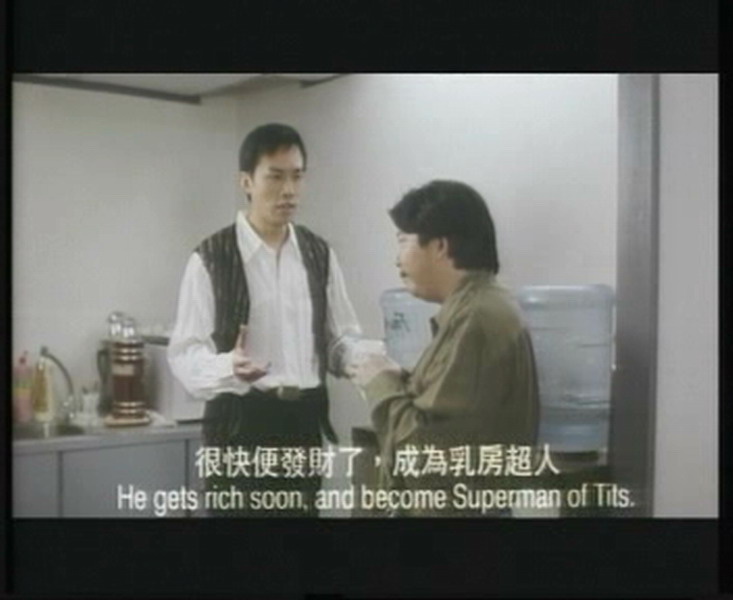 很快便發財了，成為乳房超人
He gets rich soon, and become Superman of Tits.